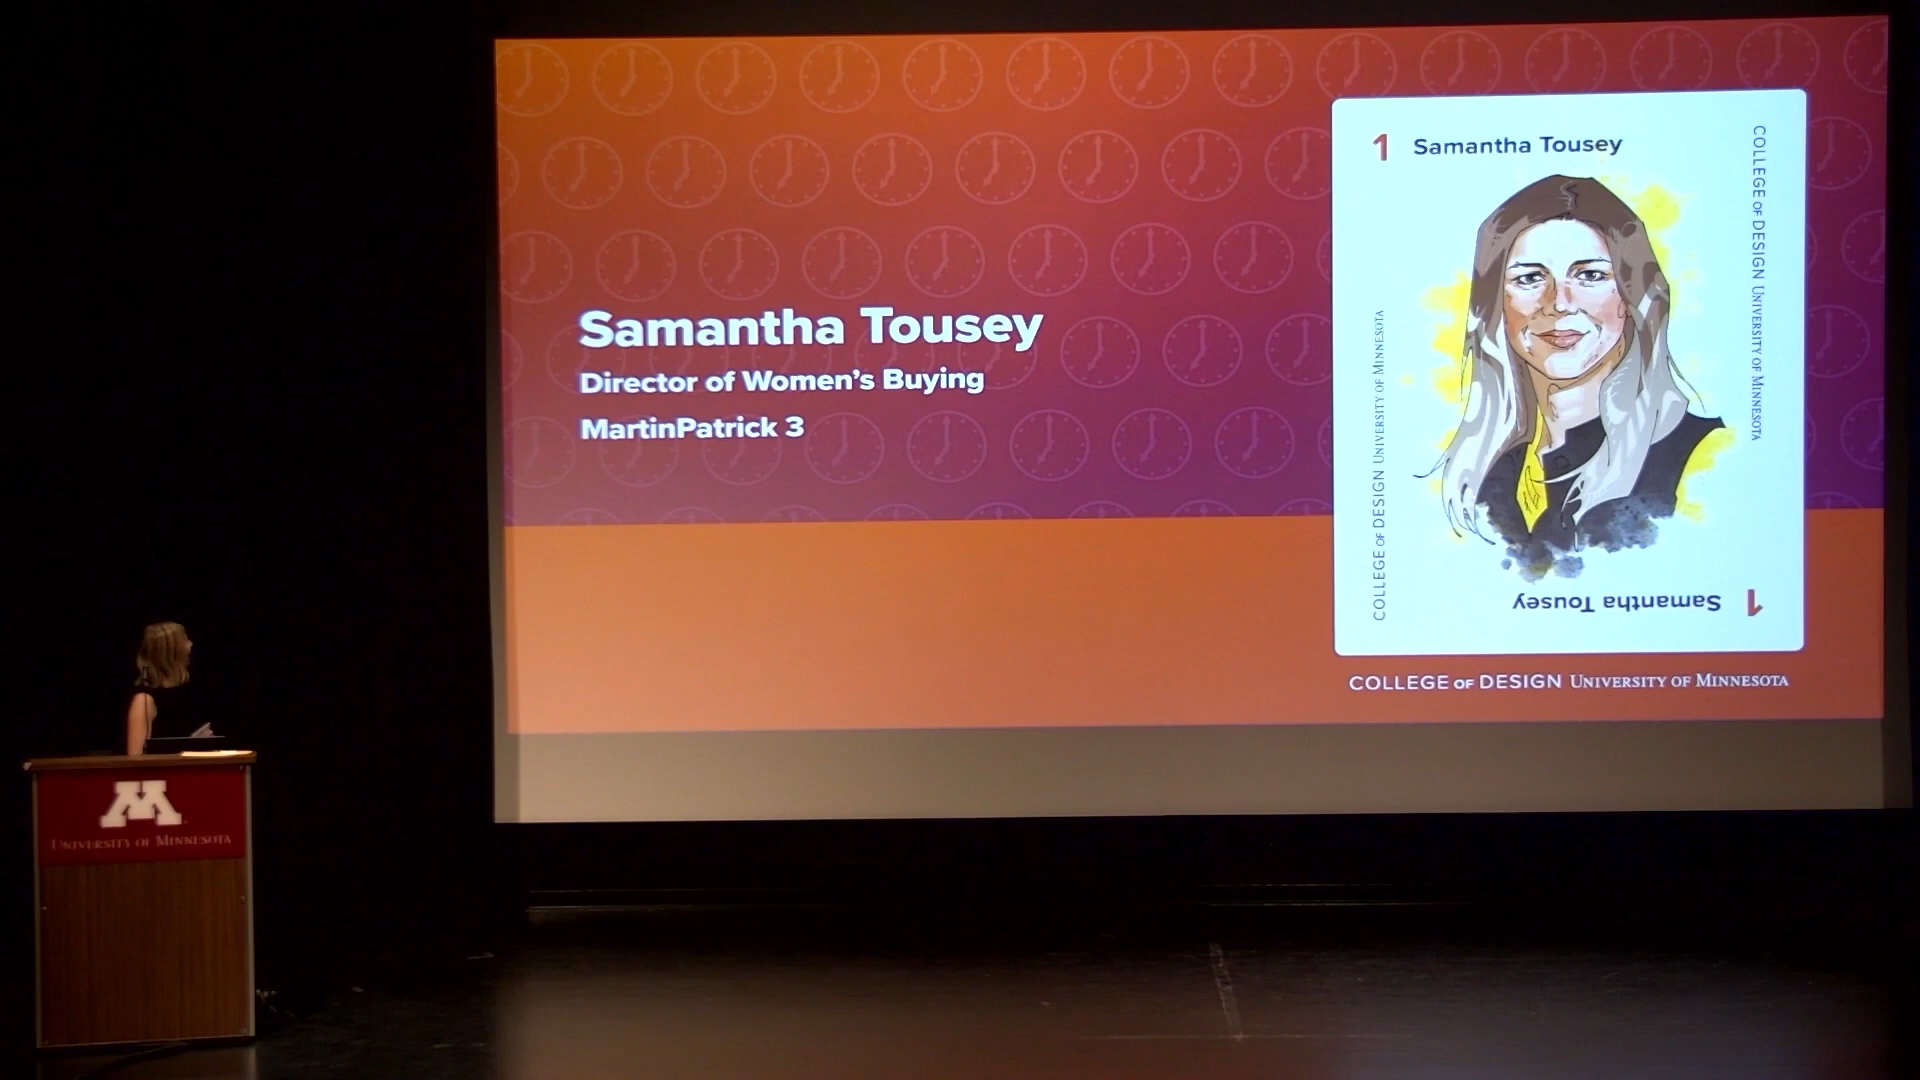 Samantha Tousey
Director of Women's Buying
MartinPatrick 3
1 Samantha Tousey
COLLEGE OF DESIGN UNIVERSITY OF MINNESOTA
COLLEGE OF DESIGN UNIVERSITY OF MINNESOTA
1 Samantha Tousey
COLLEGE OF DESIGN UNIVERSITY OF MINNESOTA
M
UNIVERSITY OF MINNESOTA